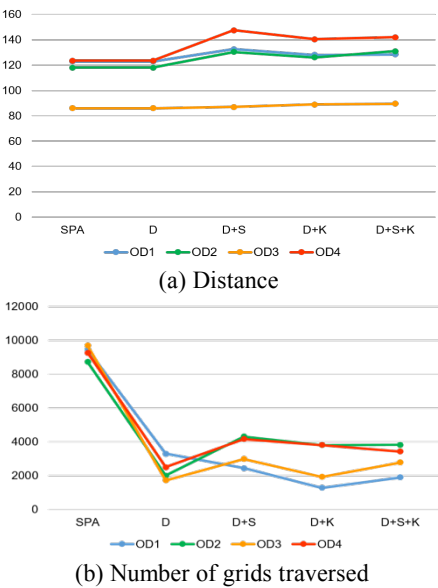 160
140
120
100
80
60
40
20
0
SPA D D+S D+K D+S+K
OD1 OD2 OD3 OD4
(a) Distance
12000
10000
8000
6000
4000
2000
0
SPA D D+S D+K D+S+K
OD1 OD2 OD3 OD4
(b) Number of grids traversed